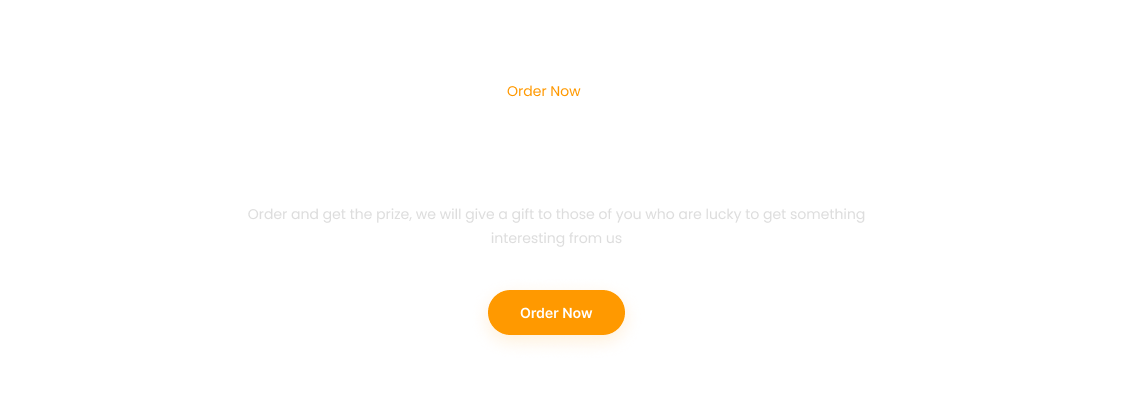 Order Now
Order and get the prize, we will give a gift to those of you who are lucky to get something
interesting from us
Order Now